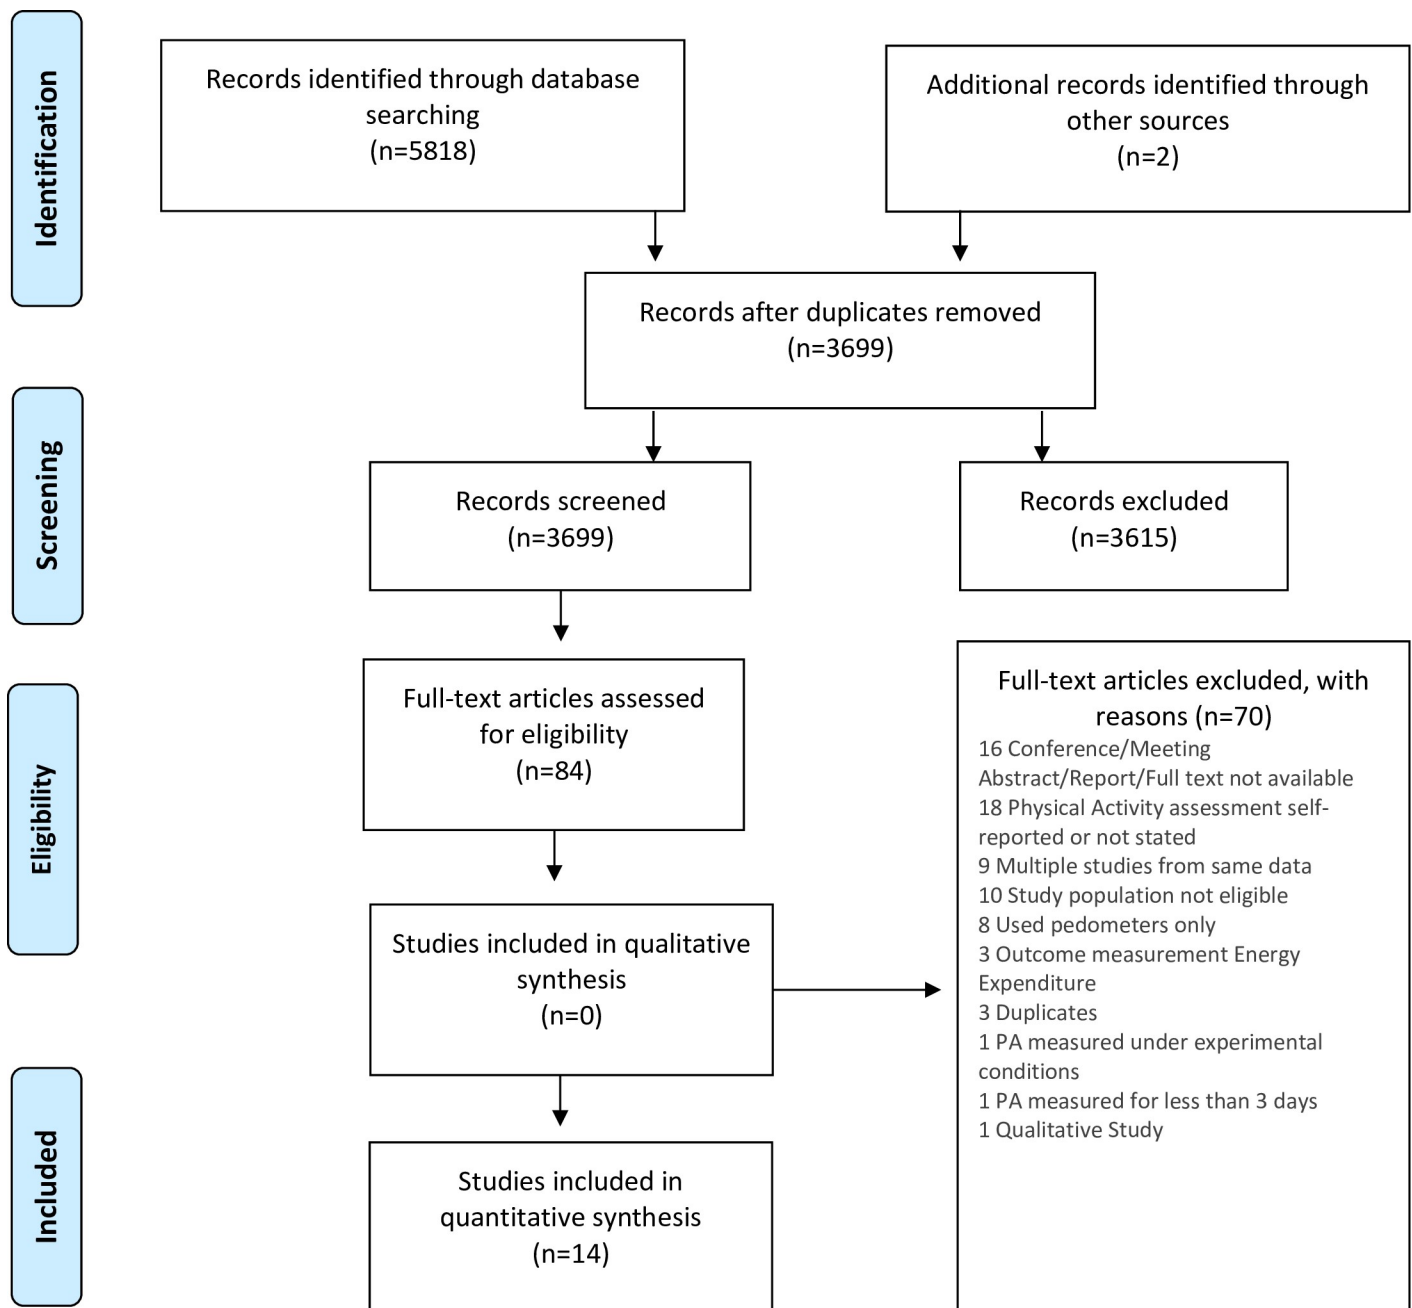 Identification
Records identified through database
searching
(n=5818)
Additional records identified through
other sources
(n=2)
Records after duplicates removed
(n=3699)
Screening
Records screened
(n=3699)
Records excluded
(n=3615)
Eligibility
Full-text articles assessed
for eligibility
(n=84)
Full-text articles excluded, with
reasons (n=70)
16 Conference/Meeting
Abstract/Report/Full text not available
18 Physical Activity assessment self-
reported or not stated
9 Multiple studies from same data
10 Study population not eligible
8 Used pedometers only
3 Outcome measurement Energy
Expenditure
3 Duplicates
1 PA measured under experimental
conditions
1 PA measured for less than 3 days
1 Qualitative Study
Studies included in qualitative
synthesis
(n=0)
Included
Studies included in
quantitative synthesis
(n=14)